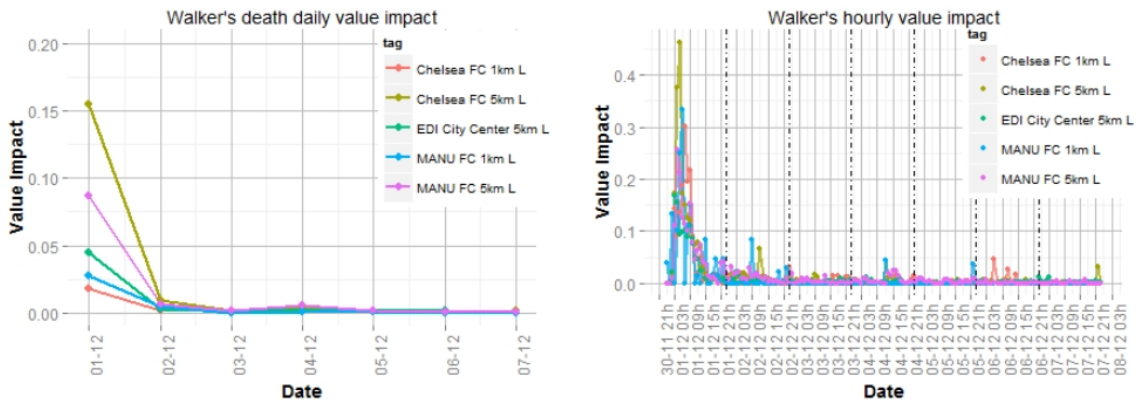 Walker's death daily value impact
tag
Chelsea FC 1km L
Chelsea FC 5km L
EDI City Center 5km L
MANU FC 1km L
MANU FC 5km L
0.20
0.15
0.10
0.05
0.00
Value Impact
01-12
02-12
03-12
04-12
05-12
06-12
07-12
Date
Walker's hourly value impact
tag
Chelsea FC 1km L
Chelsea FC 5km L
EDI City Center 5km L
MANU FC 1km L
MANU FC 5km L
0.4
0.3
0.2
0.1
0.0
Value Impact
30-11 21h
01-12 03h
01-12 09h
01-12 15h
01-12 21h
02-12 03h
02-12 09h
02-12 15h
02-12 21h
03-12 03h
03-12 09h
03-12 15h
03-12 21h
04-12 03h
04-12 09h
04-12 15h
04-12 21h
05-12 03h
05-12 09h
05-12 15h
05-12 21h
06-12 03h
06-12 09h
06-12 15h
06-12 21h
07-12 03h
07-12 09h
07-12 15h
07-12 21h
08-12 03h
Date